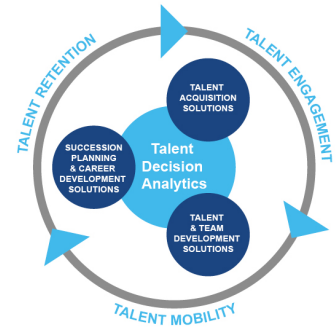 TALENT RETENTION
TALENT ENGAGEMENT
TALENT
ACQUISITION
SOLUTIONS
SUCCESSION
PLANNING
& CAREER
DEVELOPMENT
SOLUTIONS
Talent
Decision
Analytics
TALENT
& TEAM
DEVELOPMENT
SOLUTIONS
TALENT MOBILITY